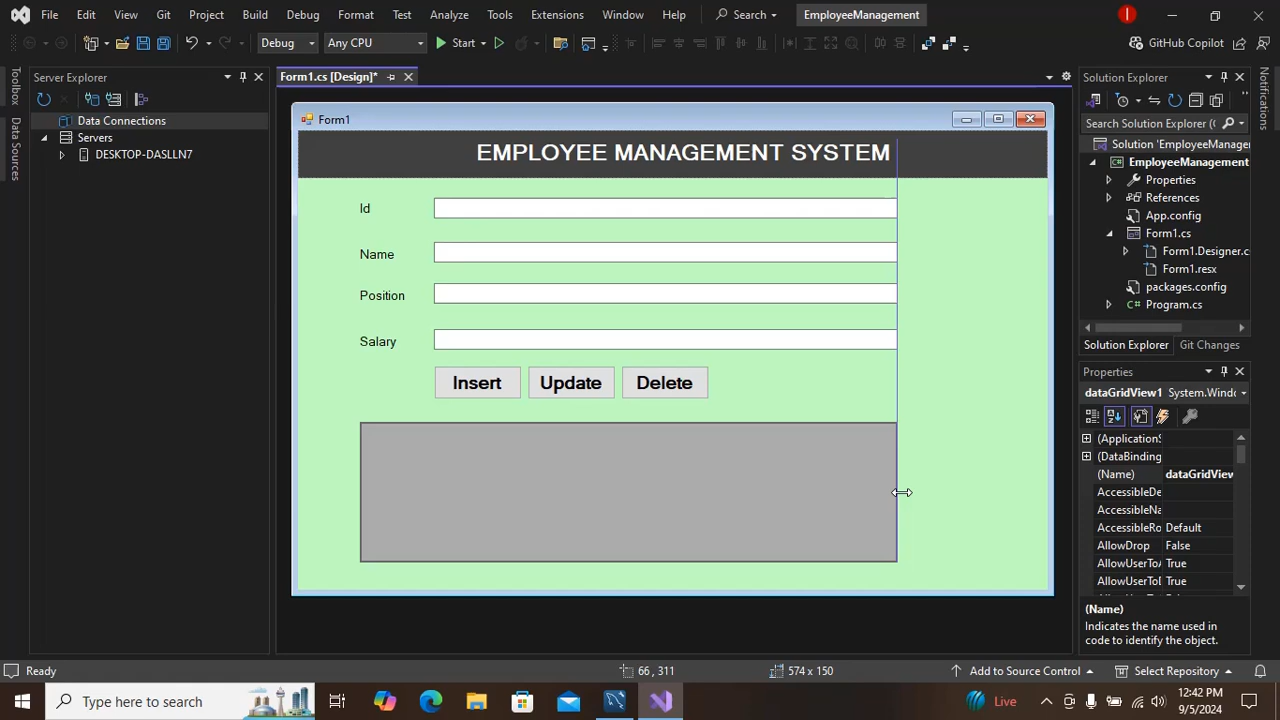 File Edit View Git Project Build Debug Format Test Analyze Tools Extensions Window Help Search EmployeeManagement
Debug Any CPU Start GitHub Copilot
Server Explorer
Toolbox
Data Sources
Data Connections
Servers
DESKTOP-DASLLN7
Form1.cs [Design]*
Form1
EMPLOYEE MANAGEMENT SYSTEM
Id
Name
Position
Salary
Insert Update Delete
Solution Explorer
Notifications
Search Solution Explorer (
Solution 'EmployeeManage
EmployeeManagement
Properties
References
App.config
Form1.cs
Form1.Designer.c
Form1.resx
packages.config
Program.cs
Solution Explorer Git Changes
Properties
dataGridView1 System.Windo
(Application
(DataBinding
(Name) dataGridView
AccessibleDe
AccessibleNa
AccessibleRo Default
AllowDrop False
AllowUserToA True
AllowUserToD True
(Name)
Indicates the name used in
code to identify the object.
Ready 66 , 311 574 x 150 Add to Source Control Select Repository
Type here to search Live 12:42 PM
9/5/2024